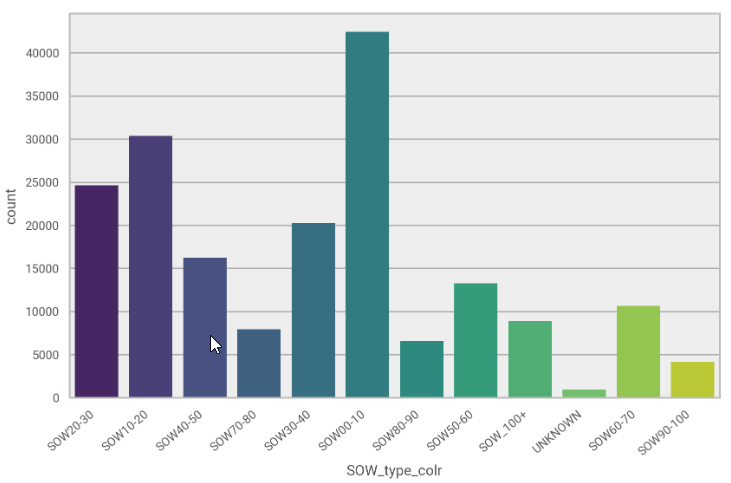 40000
35000
30000
25000
20000
15000
10000
5000
0
count
SOW20-30
SOW10-20
SOW40-50
SOW70-80
SOW30-40
SOW00-10
SOW80-90
SOW50-60
SOW_100+
UNKNOWN
SOW60-70
SOW90-100
SOW_type_colr